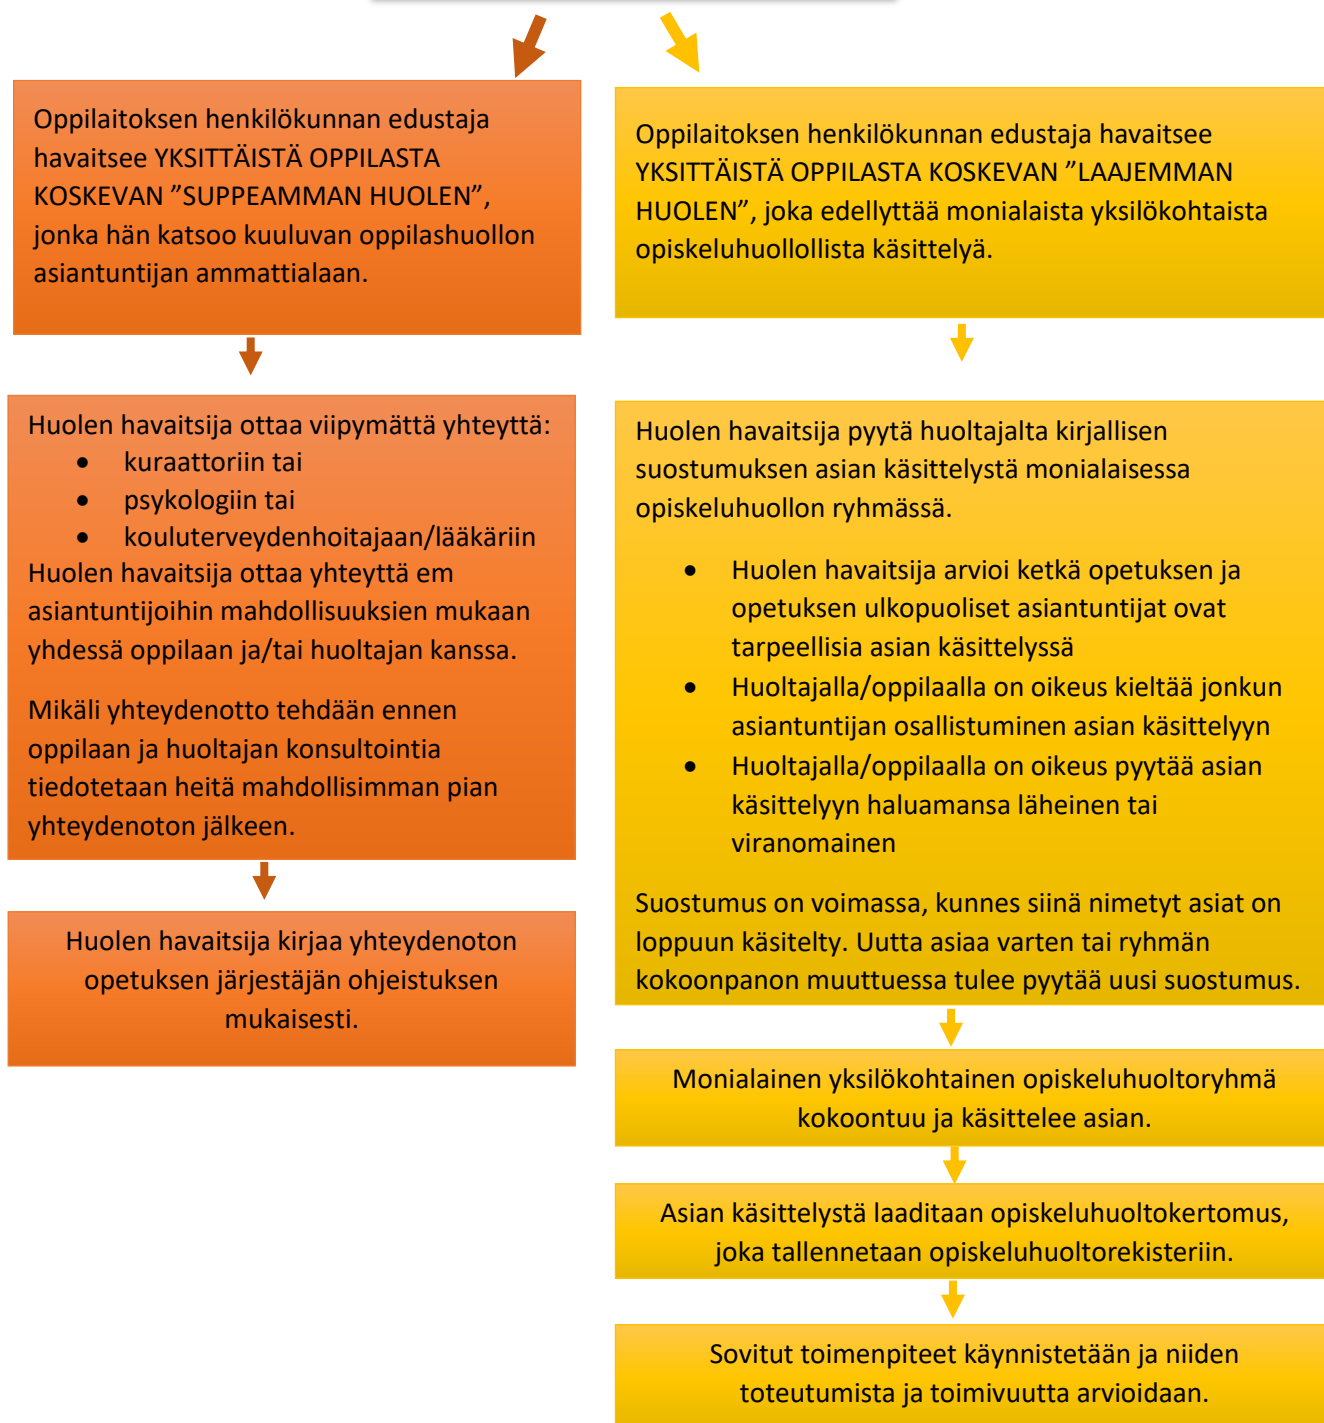 Oppilaitoksen henkilökunnan edustaja
havaitsee YKSITTÄISTÄ OPPILASTA
KOSKEVAN ”SUPPEAMMAN HUOLEN”,
jonka hän katsoo kuuluvan oppilashuollon
asiantuntijan ammattialaan.
Huolen havaitsija ottaa viipymättä yhteyttä:
• kuraattoriin tai
• psykologiin tai
• kouluterveydenhoitajaan/lääkäriin
Huolen havaitsija ottaa yhteyttä em
asiantuntijoihin mahdollisuuksien mukaan
yhdessä oppilaan ja/tai huoltajan kanssa.
Mikäli yhteydenotto tehdään ennen
oppilaan ja huoltajan konsultointia
tiedotetaan heitä mahdollisimman pian
yhteydenoton jälkeen.
Huolen havaitsija kirjaa yhteydenoton
opetuksen järjestäjän ohjeistuksen
mukaisesti.
Oppilaitoksen henkilökunnan edustaja havaitsee
YKSITTÄISTÄ OPPILASTA KOSKEVAN ”LAAJEMMAN
HUOLEN”, joka edellyttää monialaista yksilökohtaista
opiskeluhuollollista käsittelyä.
Huolen havaitsija pyytä huoltajalta kirjallisen
suostumuksen asian käsittelystä monialaisessa
opiskeluhuollon ryhmässä.
• Huolen havaitsija arvioi ketkä opetuksen ja
opetuksen ulkopuoliset asiantuntijat ovat
tarpeellisia asian käsittelyssä
• Huoltajalla/oppilaalla on oikeus kieltää jonkun
asiantuntijan osallistuminen asian käsittelyyn
• Huoltajalla/oppilaalla on oikeus pyytää asian
käsittelyyn haluamansa läheinen tai
viranomainen
Suostumus on voimassa, kunnes siinä nimetyt asiat on
loppuun käsitelty. Uutta asiaa varten tai ryhmän
kokoonpanon muuttuessa tulee pyytää uusi suostumus.
Monialainen yksilökohtainen opiskeluhuoltoryhmä
kokoontuu ja käsittelee asian.
Asian käsittelystä laaditaan opiskeluhuoltokertomus,
joka tallennetaan opiskeluhuoltorekisteriin.
Sovitut toimenpiteet käynnistetään ja niiden
toteutumista ja toimivuutta arvioidaan.